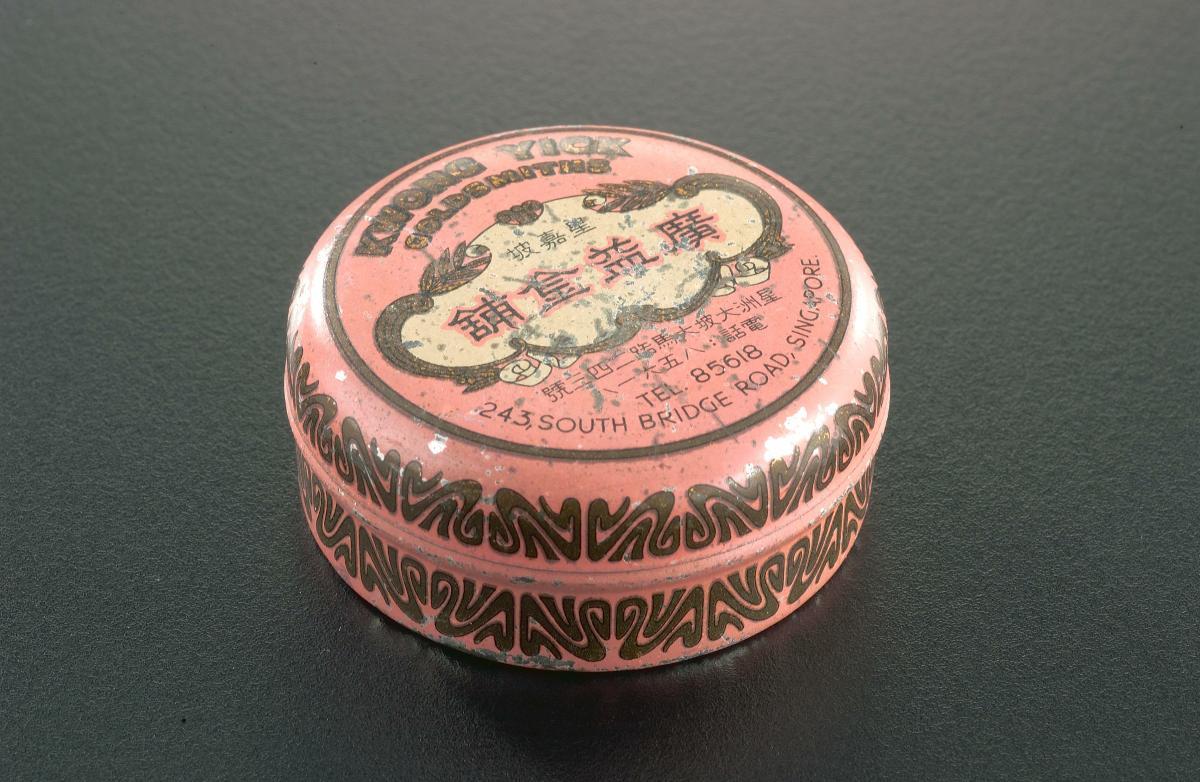 KWONG YICK
GOLDSMITHS
星嘉坡
廣益金舖
星洲大坡大馬路二四三號
電話：八五六一八
TEL. 85618
243, SOUTH BRIDGE ROAD, SINGAPORE.